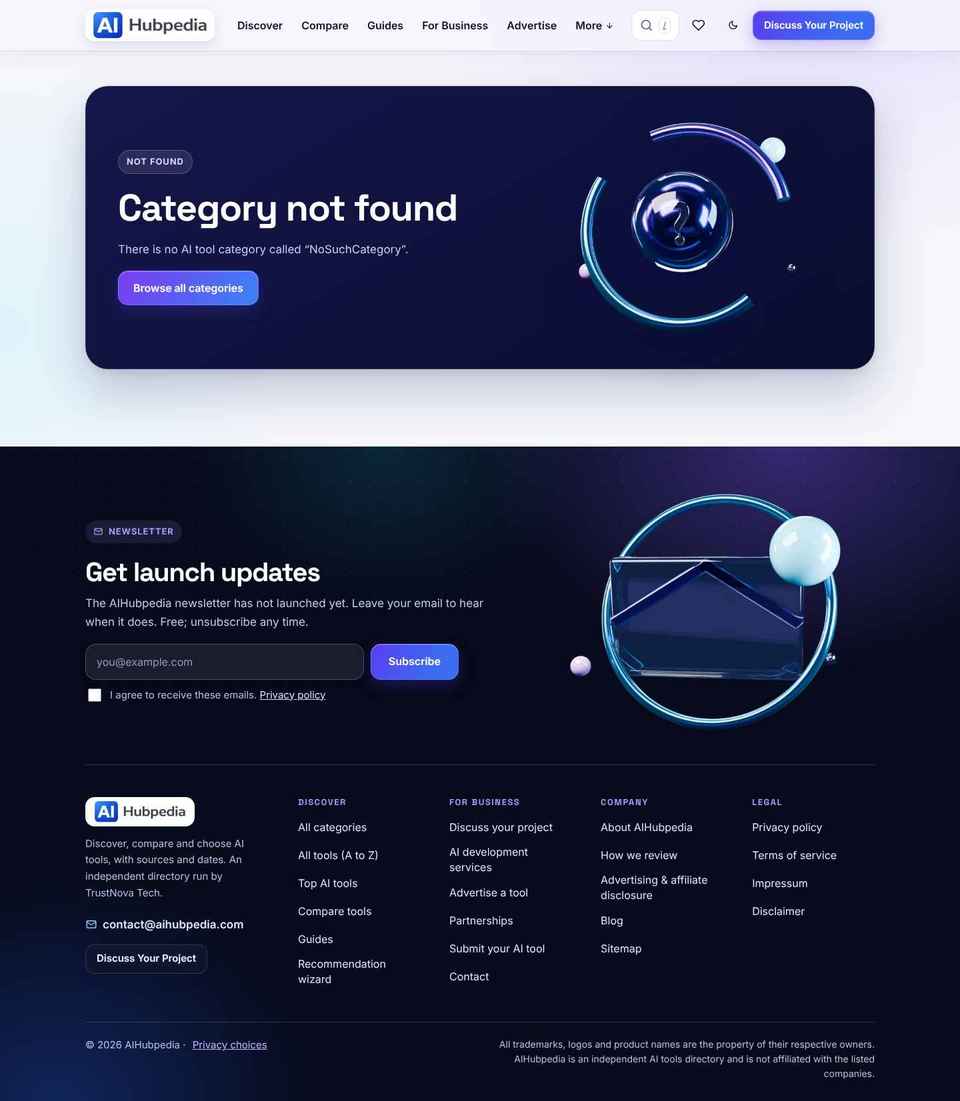 AI Hubpedia
Discover
Compare
Guides
For Business
Advertise
More ↓
/
Discuss Your Project
NOT FOUND
Category not found
There is no AI tool category called “NoSuchCategory”.
Browse all categories
?
NEWSLETTER
Get launch updates
The AIHubpedia newsletter has not launched yet. Leave your email to hear
when it does. Free; unsubscribe any time.
you@example.com
Subscribe
I agree to receive these emails. Privacy policy
AI Hubpedia
Discover, compare and choose AI
tools, with sources and dates. An
independent directory run by
TrustNova Tech.
contact@aihubpedia.com
Discuss Your Project
DISCOVER
All categories
All tools (A to Z)
Top AI tools
Compare tools
Guides
Recommendation
wizard
FOR BUSINESS
Discuss your project
AI development
services
Advertise a tool
Partnerships
Submit your AI tool
Contact
COMPANY
About AIHubpedia
How we review
Advertising & affiliate
disclosure
Blog
Sitemap
LEGAL
Privacy policy
Terms of service
Impressum
Disclaimer
© 2026 AIHubpedia · Privacy choices
All trademarks, logos and product names are the property of their respective owners.
AIHubpedia is an independent AI tools directory and is not affiliated with the listed
companies.